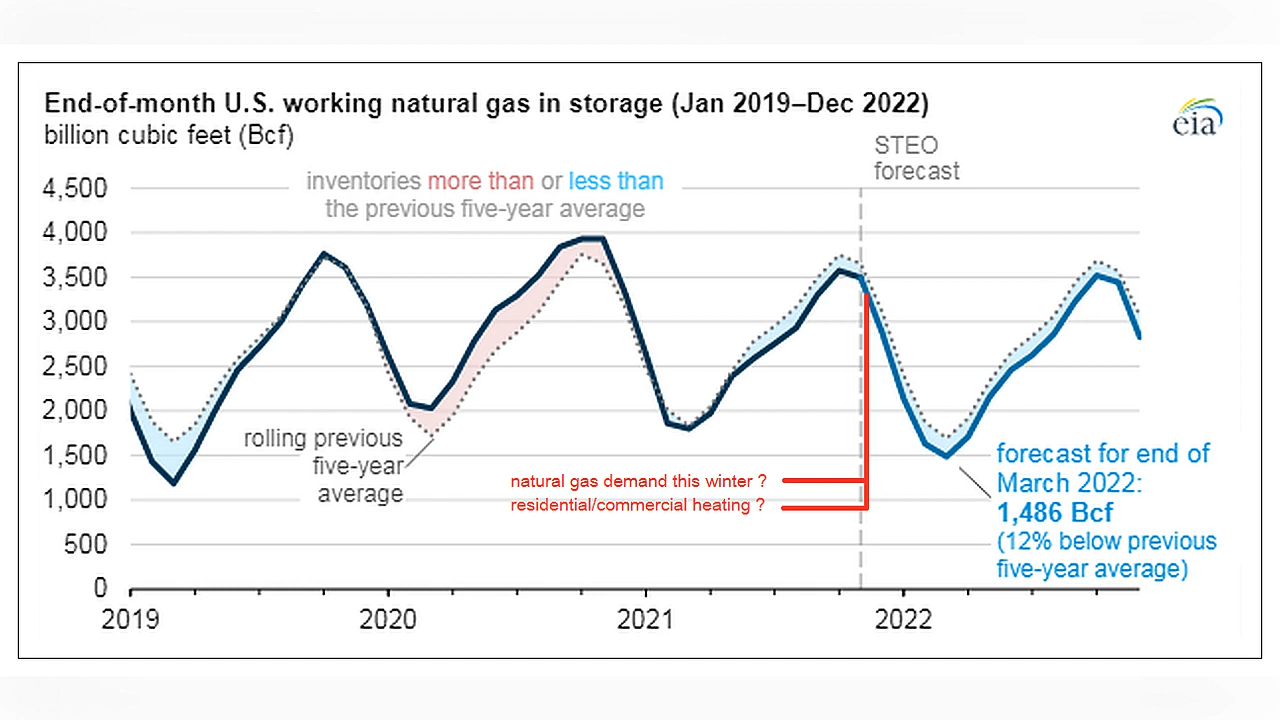 End-of-month U.S. working natural gas in storage (Jan 2019–Dec 2022)
billion cubic feet (Bcf)
eia
STEO
forecast
inventories more than or less than
the previous five-year average
4,500
4,000
3,500
3,000
2,500
2,000
1,500
1,000
500
0
rolling previous
five-year
average
natural gas demand this winter ?
residential/commercial heating ?
forecast for end of
March 2022:
1,486 Bcf
(12% below previous
five-year average)
2019
2020
2021
2022